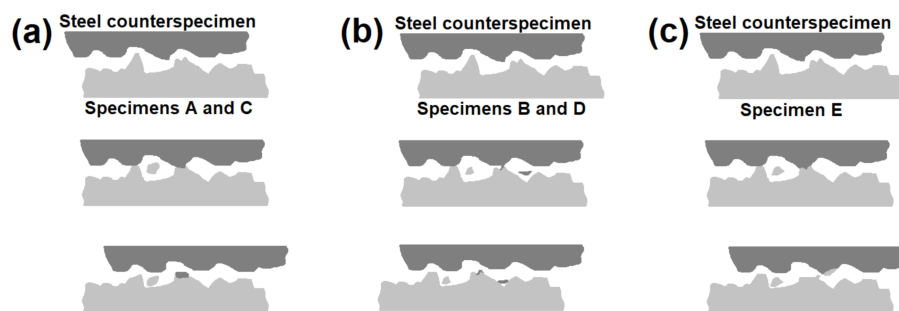 (a)
Steel counterspecimen
Specimens A and C
(b)
Steel counterspecimen
Specimens B and D
(c)
Steel counterspecimen
Specimen E